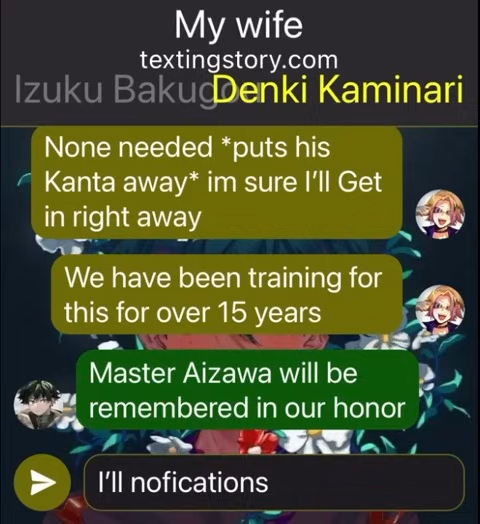 My wife
textingstory.com
Izuku Bakugou Denki Kaminari
None needed *puts his
Kanta away* im sure I'll Get
in right away
We have been training for
this for over 15 years
Master Aizawa will be
remembered in our honor
I'll nofications